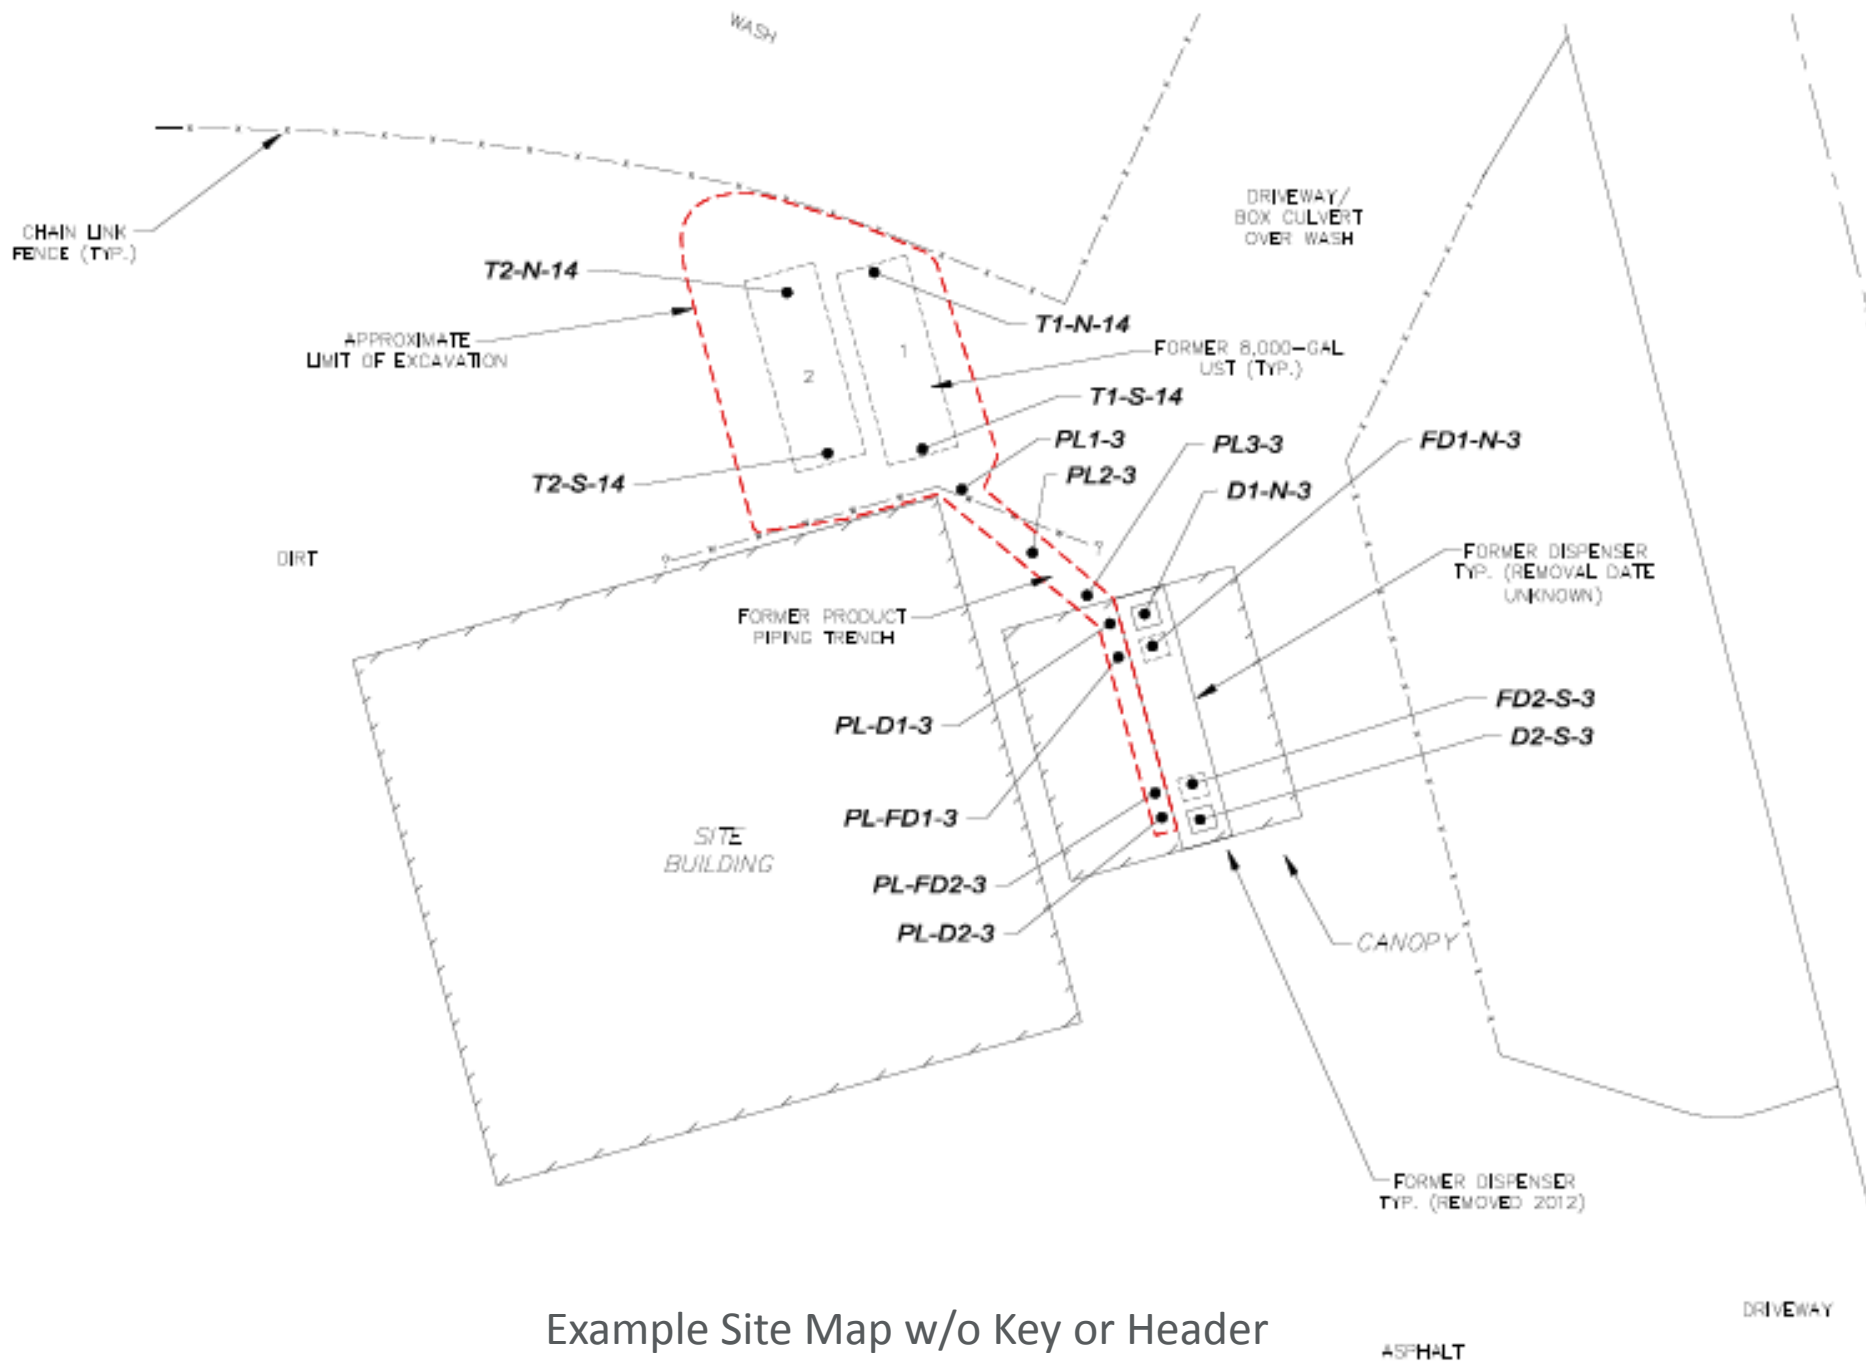 WASH
CHAIN LINK
FENCE (TYP.)
DRIVEWAY/
BOX CULVERT
OVER WASH
T2-N-14
T1-N-14
APPROXIMATE
LIMIT OF EXCAVATION
1
2
FORMER 8,000-GAL
UST (TYP.)
T1-S-14
PL1-3
PL3-3
FD1-N-3
PL2-3
T2-S-14
D1-N-3
DIRT
?
?
FORMER DISPENSER
TYP. (REMOVAL DATE
UNKNOWN)
FORMER PRODUCT
PIPING TRENCH
PL-D1-3
FD2-S-3
D2-S-3
PL-FD1-3
SITE
BUILDING
PL-FD2-3
PL-D2-3
CANOPY
FORMER DISPENSER
TYP. (REMOVED 2012)
DRIVEWAY
Example Site Map w/o Key or Header
ASPHALT